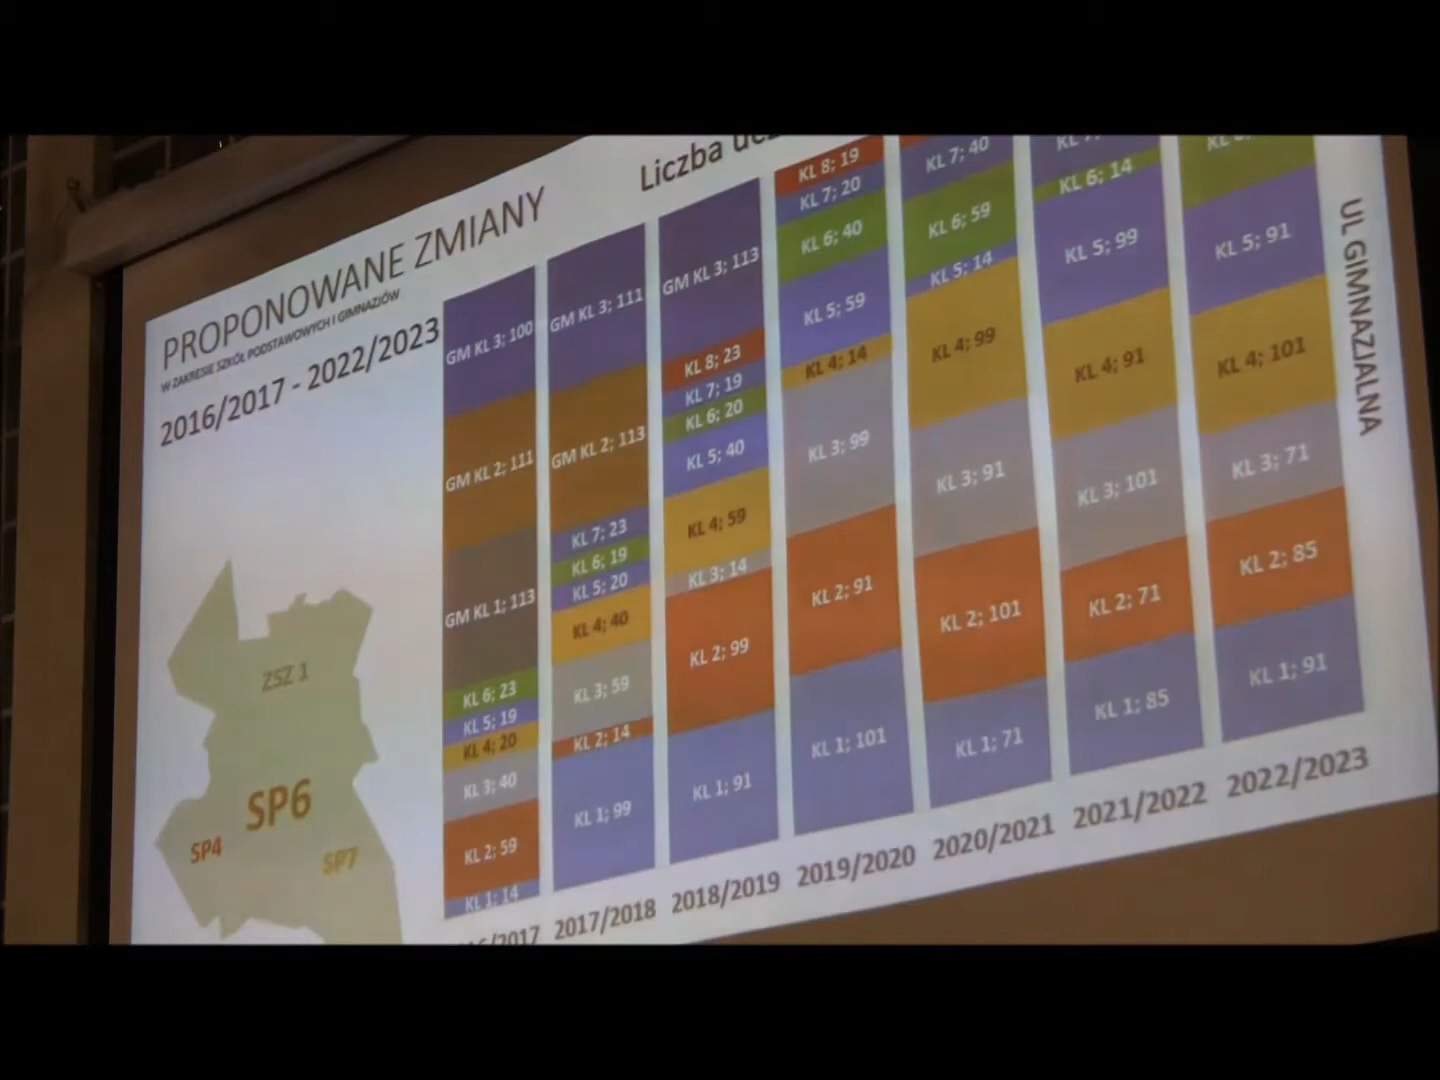 PROPONOWANE ZMIANY
W ZAKRESIE SZKÓŁ PODSTAWOWYCH I GIMNAZJÓW
2016/2017 - 2022/2023
Liczba
ZSZ 1
SP6
SP4
SP7
GM KL 3; 100
GM KL 2; 111
GM KL 1; 113
KL 6; 23
KL 5; 19
KL 4; 20
KL 3; 40
KL 2; 59
KL 1; 14
GM KL 3; 111
GM KL 2; 113
KL 7; 23
KL 6; 19
KL 5; 20
KL 4; 40
KL 3; 59
KL 2; 14
KL 1; 99
2017/2018
GM KL 3; 113
KL 8; 23
KL 7; 19
KL 6; 20
KL 5; 40
KL 4; 59
KL 3; 14
KL 2; 99
KL 1; 91
2018/2019
KL 8; 19
KL 7; 20
KL 6; 40
KL 5; 59
KL 4; 14
KL 3; 99
KL 2; 91
KL 1; 101
2019/2020
KL 7; 40
KL 6; 59
KL 5; 14
KL 4; 99
KL 3; 91
KL 2; 101
KL 1; 71
2020/2021
KL 6; 14
KL 5; 99
KL 4; 91
KL 3; 101
KL 2; 71
KL 1; 85
2021/2022
KL 5; 91
KL 4; 101
KL 3; 71
KL 2; 85
KL 1; 91
2022/2023
UL GIMNAZJALNA